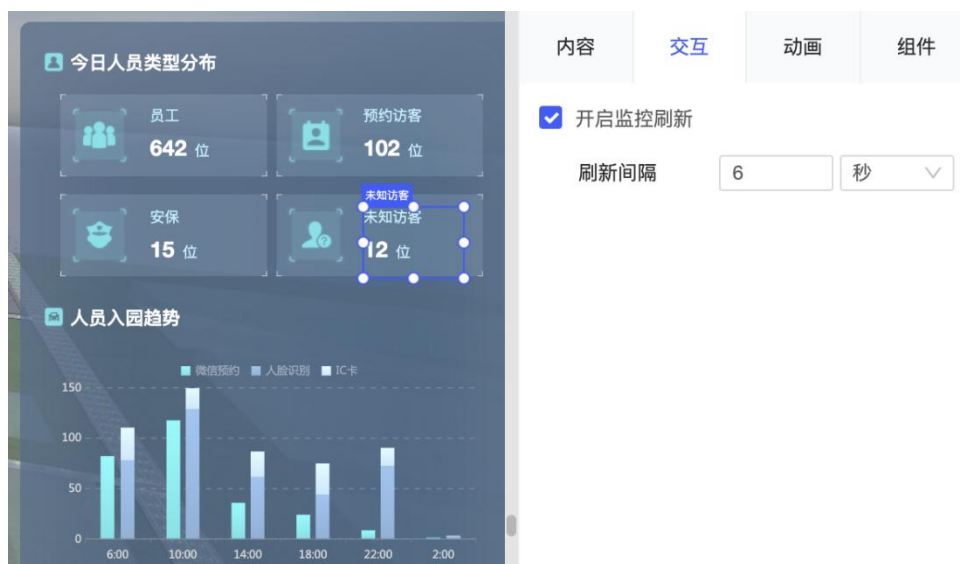 今日人员类型分布
员工
642 位
预约访客
102 位
安保
15 位
未知访客
未知访客
12 位
人员入园趋势
微信预约 人脸识别 IC卡
150
100
50
0
6:00 10:00 14:00 18:00 22:00 2:00
内容 交互 动画 组件
开启监控刷新
刷新间隔 6 秒